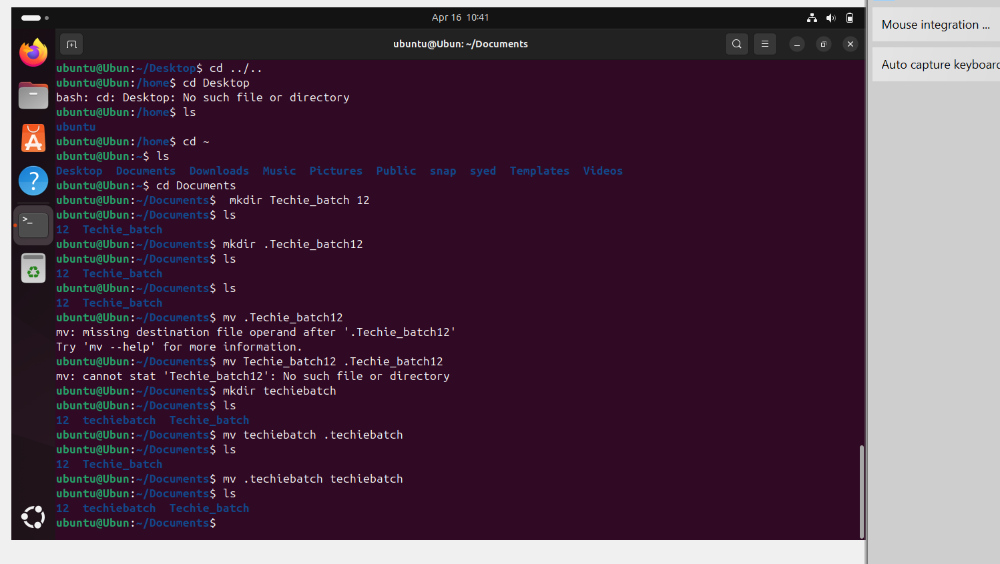 Apr 16 10:41
Mouse integration ...
ubuntu@Ubun: ~/Documents
Auto capture keyboard
ubuntu@Ubun:~/Desktop$ cd ../..
ubuntu@Ubun:/home$ cd Desktop
bash: cd: Desktop: No such file or directory
ubuntu@Ubun:/home$ ls
ubuntu
ubuntu@Ubun:/home$ cd ~
ubuntu@Ubun:~$ ls
Desktop  Documents  Downloads  Music  Pictures  Public  snap  syed  Templates  Videos
ubuntu@Ubun:~$ cd Documents
ubuntu@Ubun:~/Documents$  mkdir Techie_batch 12
ubuntu@Ubun:~/Documents$ ls
12  Techie_batch
ubuntu@Ubun:~/Documents$ mkdir .Techie_batch12
ubuntu@Ubun:~/Documents$ ls
12  Techie_batch
ubuntu@Ubun:~/Documents$ ls
12  Techie_batch
ubuntu@Ubun:~/Documents$ mv .Techie_batch12
mv: missing destination file operand after '.Techie_batch12'
Try 'mv --help' for more information.
ubuntu@Ubun:~/Documents$ mv Techie_batch12 .Techie_batch12
mv: cannot stat 'Techie_batch12': No such file or directory
ubuntu@Ubun:~/Documents$ mkdir techiebatch
ubuntu@Ubun:~/Documents$ ls
12  techiebatch  Techie_batch
ubuntu@Ubun:~/Documents$ mv techiebatch .techiebatch
ubuntu@Ubun:~/Documents$ ls
12  Techie_batch
ubuntu@Ubun:~/Documents$ mv .techiebatch techiebatch
ubuntu@Ubun:~/Documents$ ls
12  techiebatch  Techie_batch
ubuntu@Ubun:~/Documents$